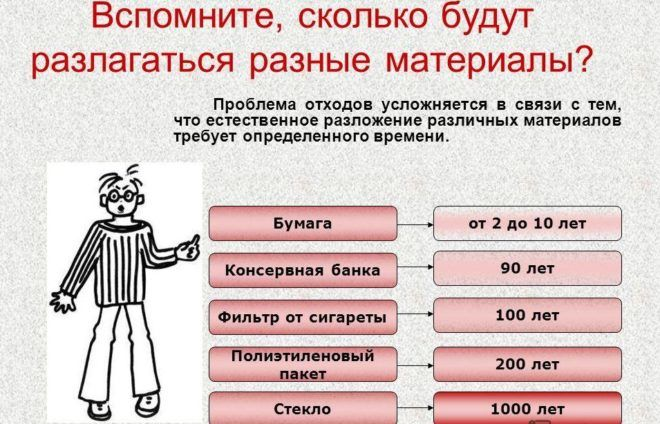 Вспомните, сколько будут
разлагаться разные материалы?
Проблема отходов усложняется в связи с тем,
что естественное разложение различных материалов
требует определенного времени.
Бумага
от 2 до 10 лет
Консервная банка
90 лет
Фильтр от сигареты
100 лет
Полиэтиленовый
пакет
200 лет
Стекло
1000 лет